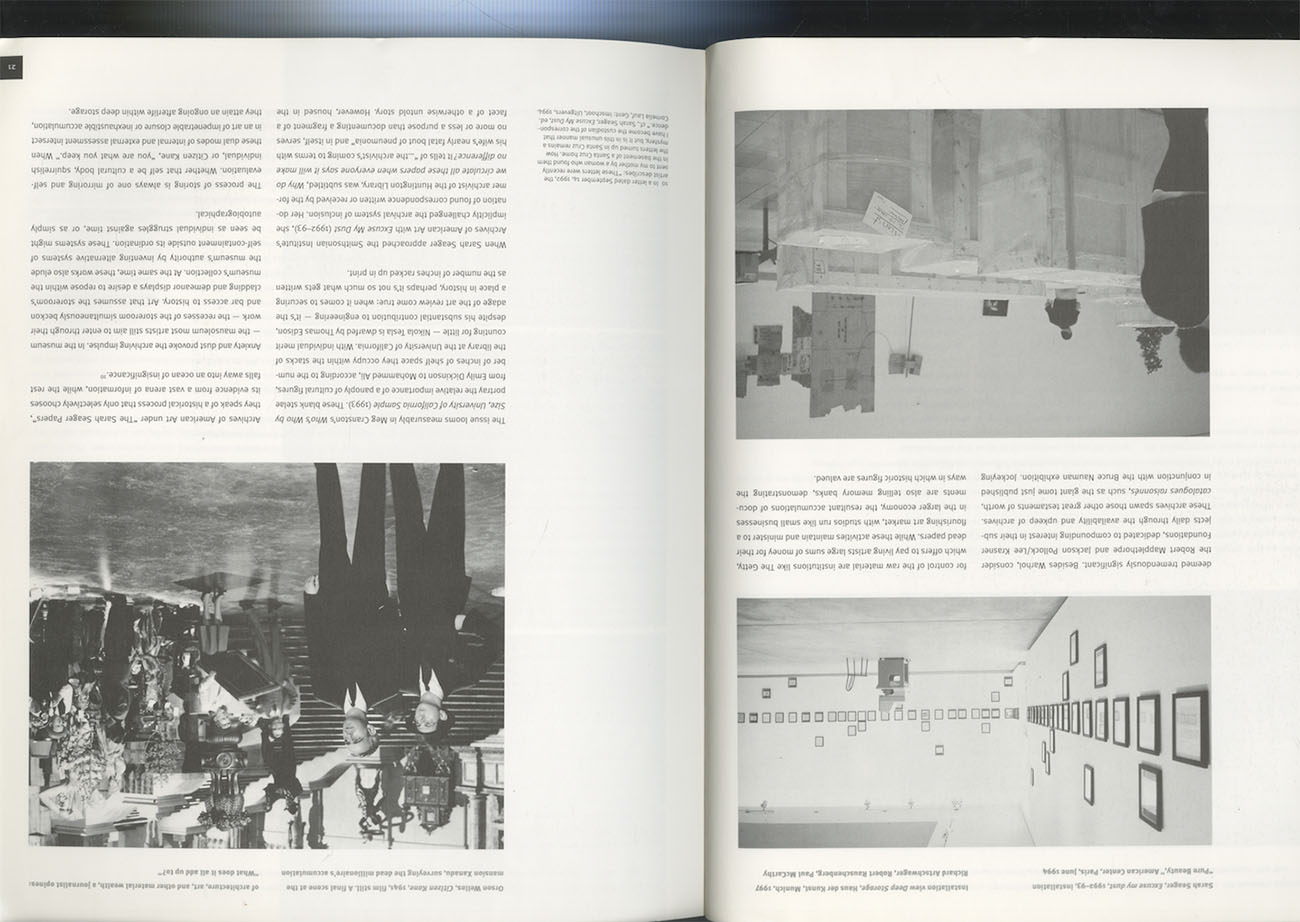 Sarah Seager, Excuse my dust, 1992–93, installation
"Pure Beauty," American Center, Paris, June 1994
Installation view Deep Storage, Haus der Kunst, Munich, 1997
Richard Artschwager, Robert Rauschenberg, Paul McCarthy
deemed tremendously significant. Besides Warhol, consider
the Robert Mapplethorpe and Jackson Pollock/Lee Krasner
Foundations, dedicated to compounding interest in their sub-
jects daily through the availability and upkeep of archives.
These archives spawn those other great testaments of worth,
catalogues raisonnés, such as the giant tome just published
in conjunction with the Bruce Nauman exhibition. Jockeying
for control of the raw material are institutions like The Getty,
which offers to pay living artists large sums of money for their
dead papers. While these activities maintain and minister to a
flourishing art market, with studios run like small businesses
in the larger economy, the resultant accumulations of docu-
ments are also telling memory banks, demonstrating the
ways in which historic figures are valued.
Orson Welles, Citizen Kane, 1941, film still. A final scene at the
mansion Xanadu, surveying the dead millionaire's accumulation
of architecture, art, and other material wealth, a journalist opines:
"What does it all add up to?"
The issue looms measurably in Meg Cranston's Who's Who by
Size, University of California Sample (1993). These blank stelae
portray the relative importance of a panoply of cultural figures,
from Emily Dickinson to Mohammed Ali, according to the num-
ber of inches of shelf space they occupy within the stacks of
the library at the University of California. With individual merit
counting for little — Nikola Tesla is dwarfed by Thomas Edison,
despite his substantial contribution to engineering — it's the
adage of the art review come true: when it comes to securing
a place in history, perhaps it's not so much what gets written
as the number of inches racked up in print.
When Sarah Seager approached the Smithsonian Institute's
Archives of American Art with Excuse My Dust (1992–93), she
implicitly challenged the archival system of inclusion. Her do-
nation of found correspondence written or received by the for-
mer archivist of the Huntington Library, was subtitled, Why do
we circulate all these papers when everyone says it will make
no difference? It tells of "...the archivist's coming to terms with
his wife's nearly fatal bout of pneumonia" and in itself, serves
no more or less a purpose than documenting a fragment of a
facet of a otherwise untold story. However, housed in the
Archives of American Art under "The Sarah Seager Papers",
they speak of a historical process that only selectively chooses
its evidence from a vast arena of information, while the rest
falls away into an ocean of insignificance.10
Anxiety and dust provoke the archiving impulse. In the museum
— the mausoleum most artists still aim to enter through their
work — the recesses of the storeroom simultaneously beckon
and bar access to history. Art that assumes the storeroom's
cladding and demeanor displays a desire to repose within the
museum's collection. At the same time, these works also elude
the museum's authority by inventing alternative systems of
self-containment outside its ordination. These systems might
be seen as individual struggles against time, or as simply
autobiographical.
The process of storing is always one of mirroring and self-
evaluation. Whether that self be a cultural body, squirrelish
individual, or Citizen Kane, "you are what you keep." When
these dual modes of internal and external assessment intersect
in an art of impenetrable closure or inexhaustible accumulation,
they attain an ongoing afterlife within deep storage.
10 In a letter dated September 14, 1992, the
artist describes: "These letters were recently
sent to my mother by a woman who found them
in the basement of a Santa Cruz home. How
the letters turned up in Santa Cruz remains a
mystery, but it is in this unusual manner that
I have become the custodian of the correspon-
dence." cf., Sarah Seager, Excuse My Dust, ed.
Cornelia Lauf, Gent: Imschoot, Uitgevers, 1994.
21